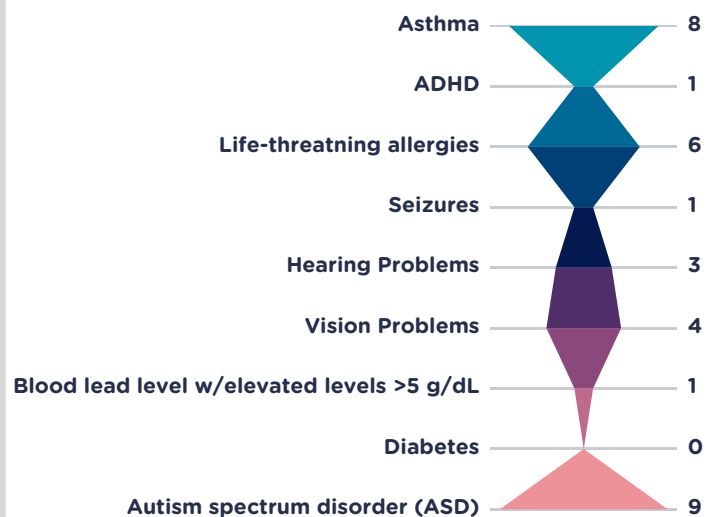 Asthma 8
ADHD 1
Life-threatning allergies 6
Seizures 1
Hearing Problems 3
Vision Problems 4
Blood lead level w/elevated levels >5 g/dL 1
Diabetes 0
Autism spectrum disorder (ASD) 9